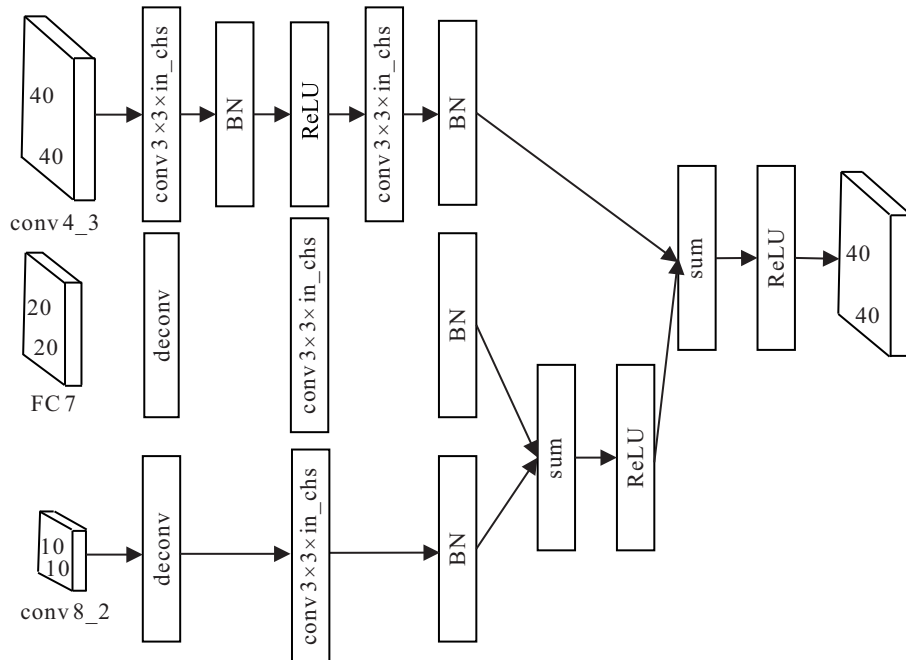 40
40
conv4_3
conv3×3×in_chs
BN
ReLU
conv3×3×in_chs
BN
20
20
FC7
deconv
conv3×3×in_chs
BN
10
10
conv8_2
deconv
conv3×3×in_chs
BN
sum
ReLU
sum
ReLU
40
40